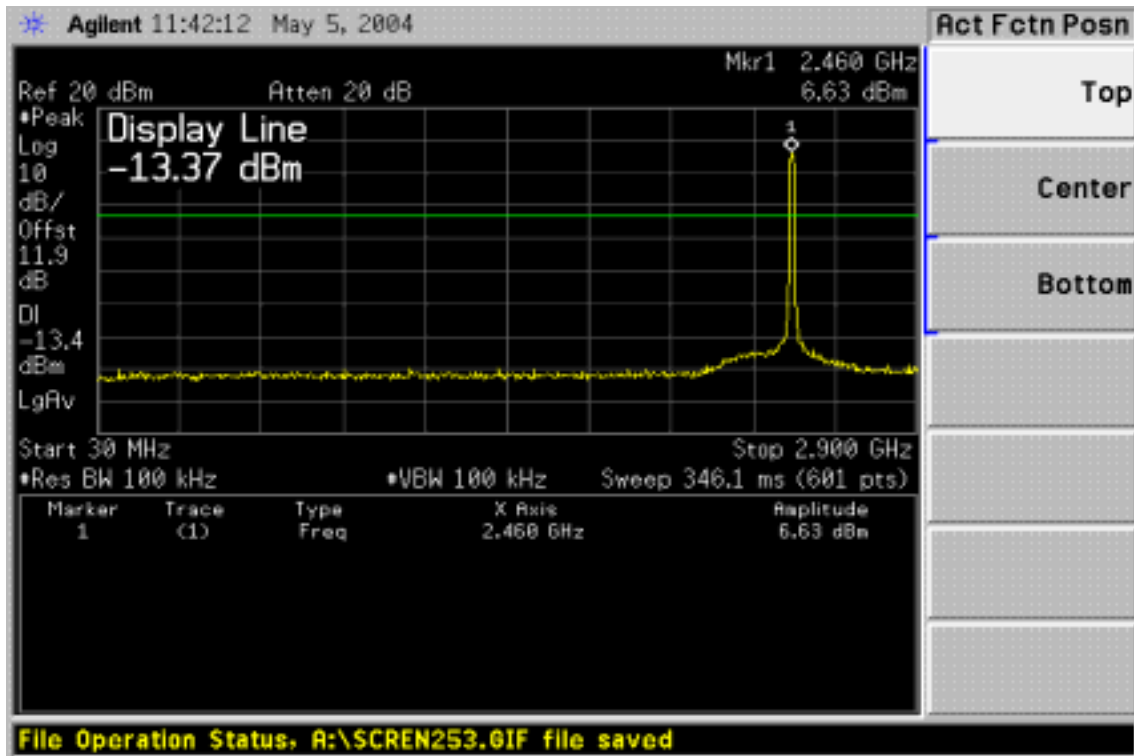 Agilent 11:42:12 May 5, 2004
Act Fctn Posn
Mkr1 2.460 GHz
Ref 20 dBm Atten 20 dB 6.63 dBm
#Peak
Log
10
dB/
Offst
11.9
dB
DI
-13.4
dBm
LgAv
Display Line
-13.37 dBm
1
Start 30 MHz Stop 2.900 GHz
#Res BW 100 kHz #VBW 100 kHz Sweep 346.1 ms (601 pts)
Marker Trace Type X Axis Amplitude
1 (1) Freq 2.460 GHz 6.63 dBm
Top
Center
Bottom
File Operation Status, A:\SCREN253.GIF file saved